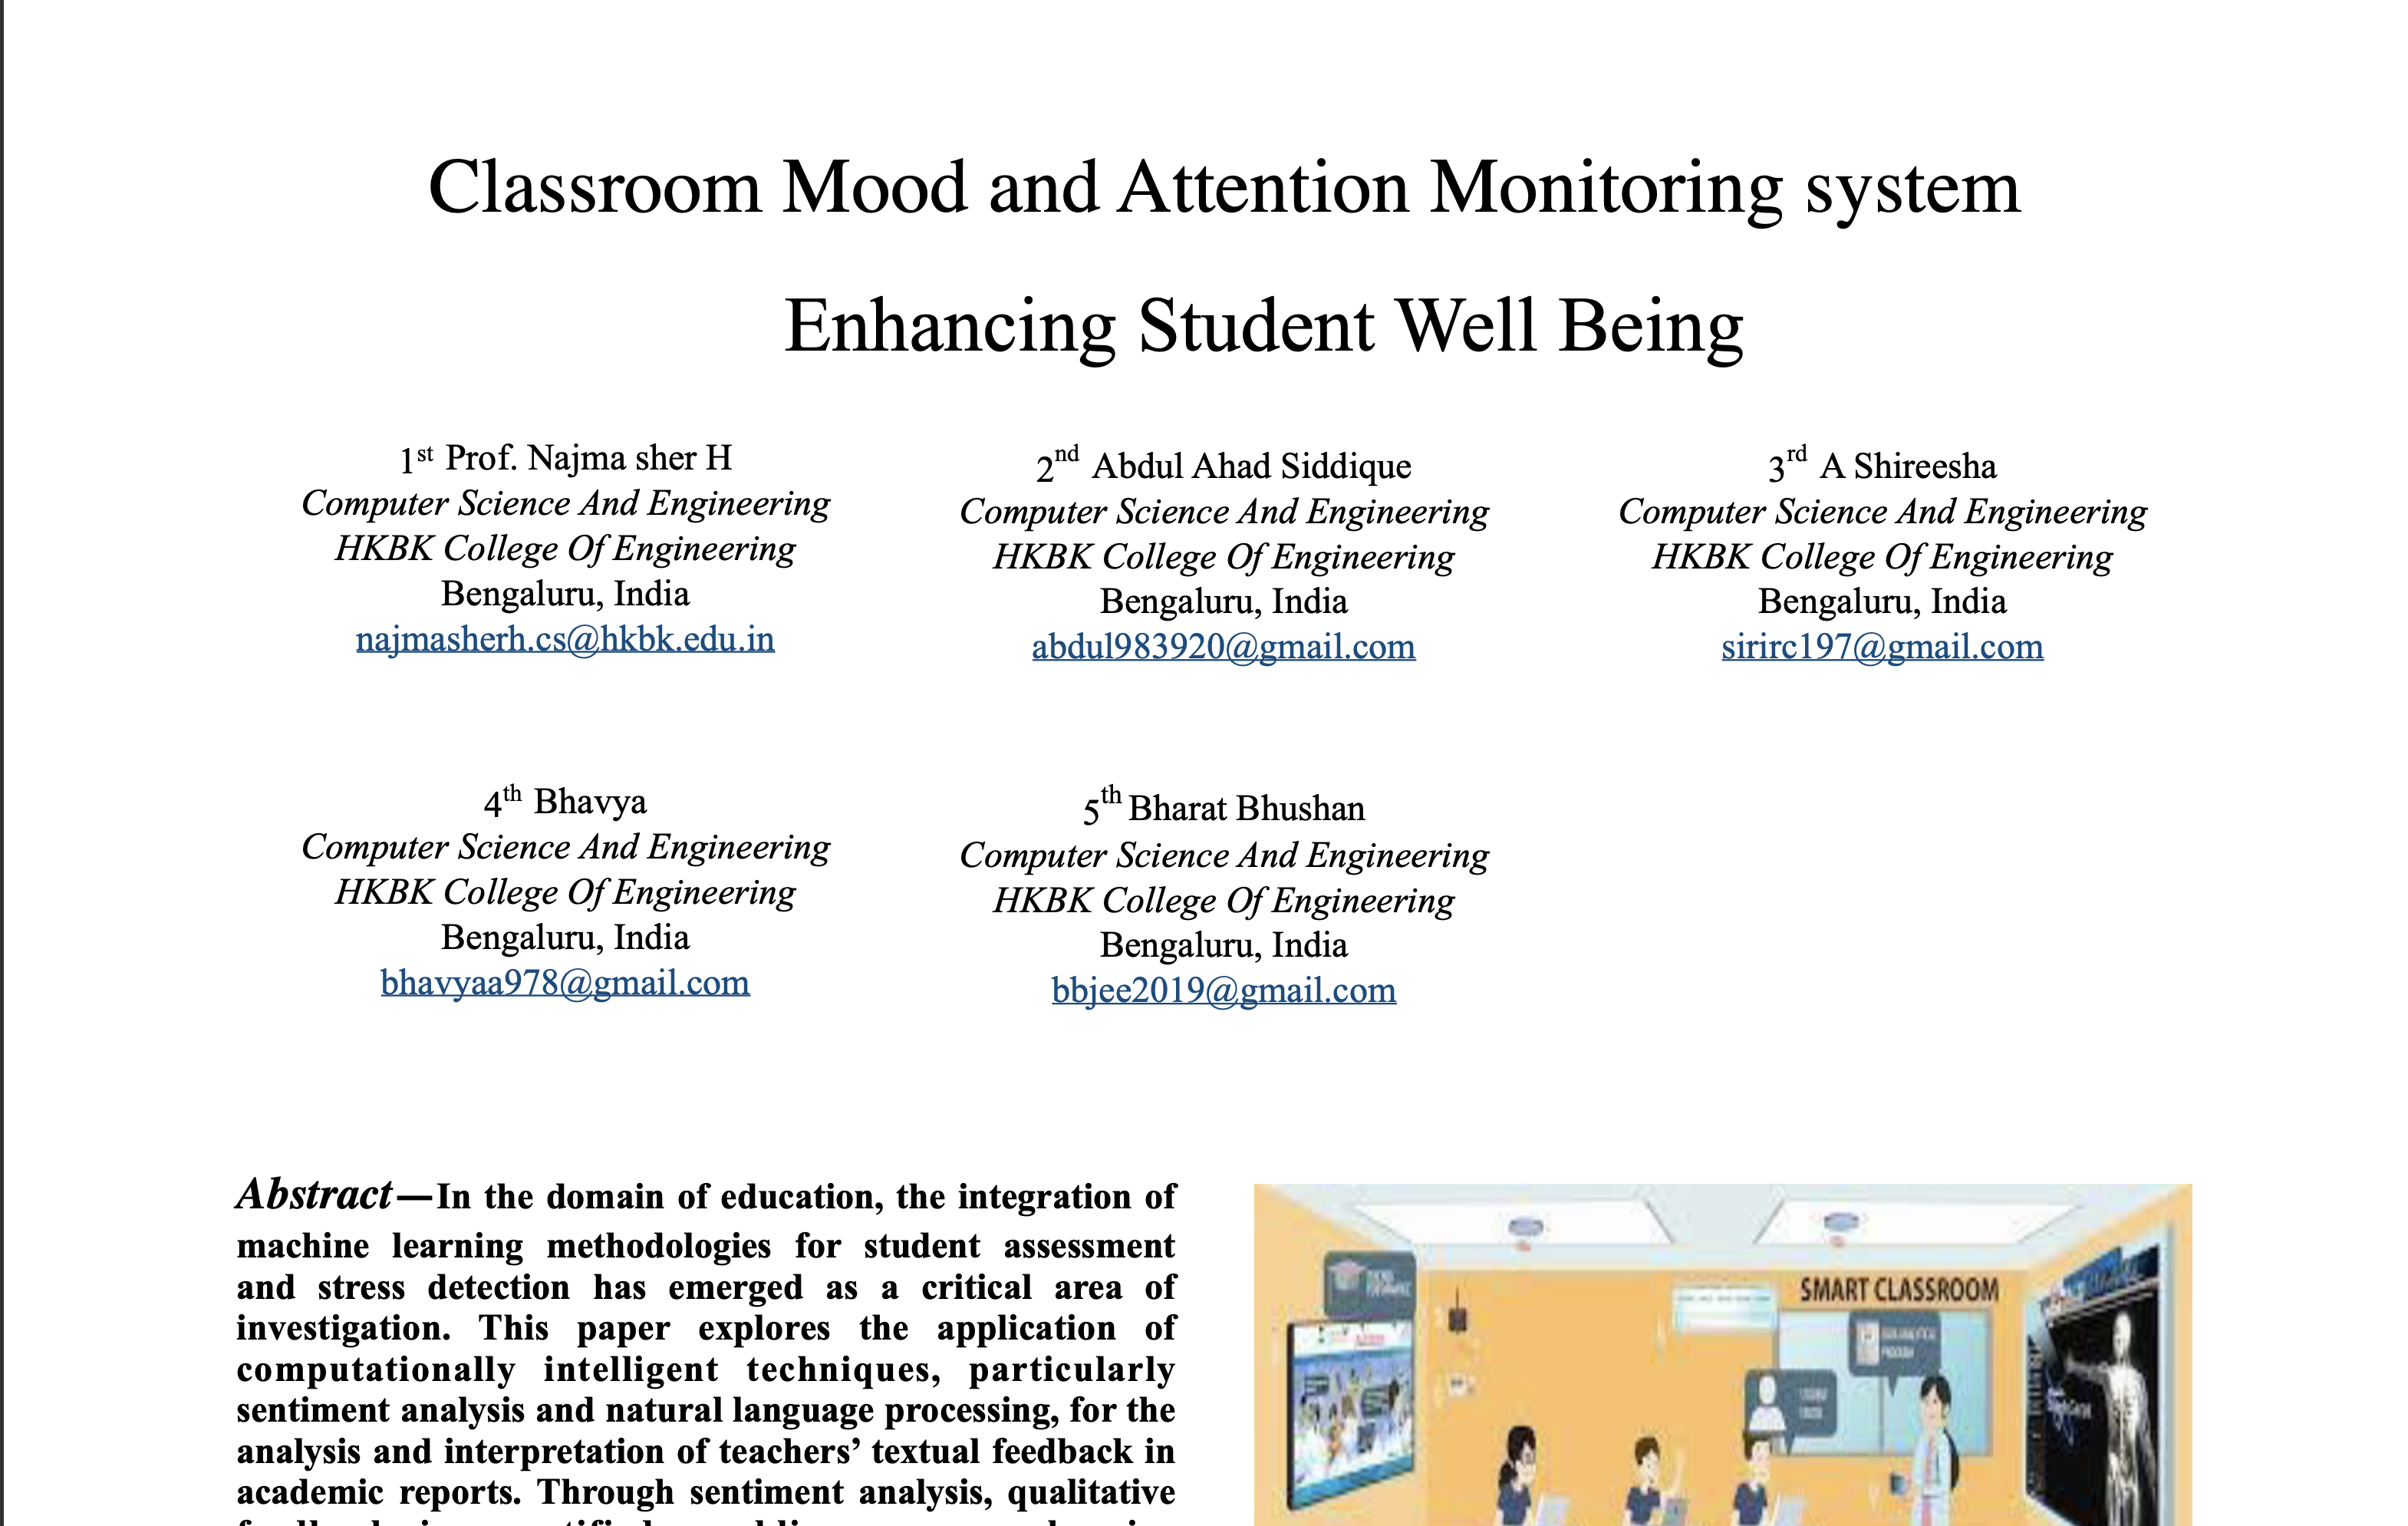 Classroom Mood and Attention Monitoring system
Enhancing Student Well Being
1st Prof. Najma sher H
Computer Science And Engineering
HKBK College Of Engineering
Bengaluru, India
najmasherh.cs@hkbk.edu.in
2nd Abdul Ahad Siddique
Computer Science And Engineering
HKBK College Of Engineering
Bengaluru, India
abdul983920@gmail.com
3rd A Shireesha
Computer Science And Engineering
HKBK College Of Engineering
Bengaluru, India
sirirc197@gmail.com
4th Bhavya
Computer Science And Engineering
HKBK College Of Engineering
Bengaluru, India
bhavyaa978@gmail.com
5th Bharat Bhushan
Computer Science And Engineering
HKBK College Of Engineering
Bengaluru, India
bbjee2019@gmail.com
Abstract—In the domain of education, the integration of
machine learning methodologies for student assessment
and stress detection has emerged as a critical area of
investigation. This paper explores the application of
computationally intelligent techniques, particularly
sentiment analysis and natural language processing, for the
analysis and interpretation of teachers’ textual feedback in
academic reports. Through sentiment analysis, qualitative
SMART CLASSROOM